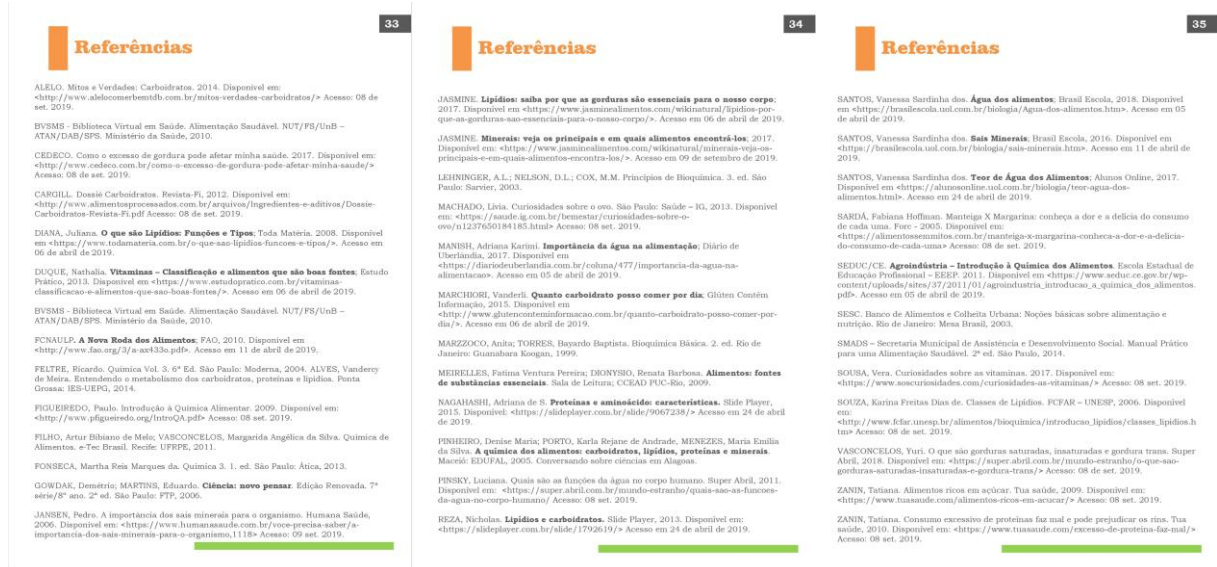 33
Referências
ALELO. Mitos e Verdades: Carboidratos. 2014. Disponível em:
<http://www.alelocomerbemtdb.com.br/mitos-verdades-carboidratos/> Acesso: 08 de
set. 2019.
BVSMS - Biblioteca Virtual em Saúde. Alimentação Saudável. NUT/FS/UnB –
ATAN/DAB/SPS. Ministério da Saúde, 2010.
CEDECO. Como o excesso de gordura pode afetar minha saúde. 2017. Disponível em:
<http://www.cedeco.com.br/como-o-excesso-de-gordura-pode-afetar-minha-saude/>
Acesso: 08 de set. 2019.
CARGILL. Dossiê Carboidratos. Revista-Fi, 2012. Disponível em:
<http://www.alimentosprocessados.com.br/arquivos/Ingredientes-e-aditivos/Dossie-
Carboidratos-Revista-Fi.pdf Acesso: 08 de set. 2019.
DIANA, Juliana. O que são Lipídios: Funções e Tipos; Toda Matéria. 2008. Disponível
em <https://www.todamateria.com.br/o-que-sao-lipidios-funcoes-e-tipos/>. Acesso em
06 de abril de 2019.
DUQUE, Nathalia. Vitaminas – Classificação e alimentos que são boas fontes; Estudo
Prático, 2013. Disponível em <https://www.estudopratico.com.br/vitaminas-
classificacao-e-alimentos-que-sao-boas-fontes/>. Acesso em 06 de abril de 2019.
BVSMS - Biblioteca Virtual em Saúde. Alimentação Saudável. NUT/FS/UnB –
ATAN/DAB/SPS. Ministério da Saúde, 2010.
FCNAULP. A Nova Roda dos Alimentos; FAO, 2010. Disponível em
<http://www.fao.org/3/a-ax433o.pdf>. Acesso em 11 de abril de 2019.
FELTRE, Ricardo. Química Vol. 3. 6ª Ed. São Paulo: Moderna, 2004. ALVES, Vandercy
de Meira. Entendendo o metabolismo dos carboidratos, proteínas e lipídios. Ponta
Grossa: IES-UEPG, 2014.
FIGUEIREDO, Paulo. Introdução à Química Alimentar. 2009. Disponível em:
<http://www.pfigueiredo.org/IntroQA.pdf> Acesso: 08 set. 2019.
FILHO, Artur Bibiano de Melo; VASCONCELOS, Margarida Angélica da Silva. Química de
Alimentos. e-Tec Brasil. Recife: UFRPE, 2011.
FONSECA, Martha Reis Marques da. Química 3. 1. ed. São Paulo: Ática, 2013.
GOWDAK, Demétrio; MARTINS, Eduardo. Ciência: novo pensar. Edição Renovada. 7ª
série/8º ano. 2ª ed. São Paulo: FTP, 2006.
JANSEN, Pedro. A importância dos sais minerais para o organismo. Humana Saúde,
2006. Disponível em: <https://www.humanasaude.com.br/voce-precisa-saber/a-
importancia-dos-sais-minerais-para-o-organismo,1118> Acesso: 09 set. 2019.
34
Referências
JASMINE. Lipídios: saiba por que as gorduras são essenciais para o nosso corpo;
2017. Disponível em <https://www.jasminealimentos.com/wikinatural/lipidios-por-
que-as-gorduras-sao-essenciais-para-o-nosso-corpo/>. Acesso em 06 de abril de 2019.
JASMINE. Minerais: veja os principais e em quais alimentos encontrá-los; 2017.
Disponível em: <https://www.jasminealimentos.com/wikinatural/minerais-veja-os-
principais-e-em-quais-alimentos-encontra-los/>. Acesso em 09 de setembro de 2019.
LEHNINGER, A.L.; NELSON, D.L.; COX, M.M. Princípios de Bioquímica. 3. ed. São
Paulo: Sarvier, 2003.
MACHADO, Lívia. Curiosidades sobre o ovo. São Paulo: Saúde – IG, 2013. Disponível
em: <https://saude.ig.com.br/bemestar/curiosidades-sobre-o-
ovo/n1237650184185.html> Acesso: 08 set. 2019.
MANISH, Adriana Karimi. Importância da água na alimentação; Diário de
Uberlândia, 2017. Disponível em
<https://diariodeuberlandia.com.br/coluna/477/importancia-da-agua-na-
alimentacao>. Acesso em 05 de abril de 2019.
MARCHIORI, Vanderli. Quanto carboidrato posso comer por dia; Glúten Contém
Informação, 2015. Disponível em
<http://www.glutenconteminformacao.com.br/quanto-carboidrato-posso-comer-por-
dia/>. Acesso em 06 de abril de 2019.
MARZZOCO, Anita; TORRES, Bayardo Baptista. Bioquímica Básica. 2. ed. Rio de
Janeiro: Guanabara Koogan, 1999.
MEIRELLES, Fatima Ventura Pereira; DIONYSIO, Renata Barbosa. Alimentos: fontes
de substâncias essenciais. Sala de Leitura; CCEAD PUC-Rio, 2009.
NAGAHASHI, Adriana de S. Proteínas e aminoácido: características. Slide Player,
2015. Disponível: <https://slideplayer.com.br/slide/9067238/> Acesso em 24 de abril
de 2019.
PINHEIRO, Denise Maria; PORTO, Karla Rejane de Andrade, MENEZES, Maria Emília
da Silva. A química dos alimentos: carboidratos, lipídios, proteínas e minerais.
Maceió: EDUFAL, 2005. Conversando sobre ciências em Alagoas.
PINSKY, Luciana. Quais são as funções da água no corpo humano. Super Abril, 2011.
Disponível em: <https://super.abril.com.br/mundo-estranho/quais-sao-as-funcoes-
da-agua-no-corpo-humano/ Acesso: 08 set. 2019.
REZA, Nicholas. Lipídios e carboidratos. Slide Player, 2013. Disponível em:
<https://slideplayer.com.br/slide/1792619/> Acesso em 24 de abril de 2019.
35
Referências
SANTOS, Vanessa Sardinha dos. Água dos alimentos; Brasil Escola, 2018. Disponível
em <https://brasilescola.uol.com.br/biologia/Agua-dos-alimentos.htm>. Acesso em 05
de abril de 2019.
SANTOS, Vanessa Sardinha dos. Sais Minerais; Brasil Escola, 2016. Disponível em
<https://brasilescola.uol.com.br/biologia/sais-minerais.htm>. Acesso em 11 de abril de
2019.
SANTOS, Vanessa Sardinha dos. Teor de Água dos Alimentos; Alunos Online, 2017.
Disponível em <https://alunosonline.uol.com.br/biologia/teor-agua-dos-
alimentos.html>. Acesso em 24 de abril de 2019.
SARDÁ, Fabiana Hoffman. Manteiga X Margarina: conheça a dor e a delícia do consumo
de cada uma. Forc - 2005. Disponível em:
<https://alimentossemmitos.com.br/manteiga-x-margarina-conheca-a-dor-e-a-delicia-
do-consumo-de-cada-uma> Acesso: 08 de set. 2019.
SEDUC/CE. Agroindústria – Introdução à Química dos Alimentos. Escola Estadual de
Educação Profissional – EEEP. 2011. Disponível em <https://www.seduc.ce.gov.br/wp-
content/uploads/sites/37/2011/01/agroindustria_introducao_a_quimica_dos_alimentos.
pdf>. Acesso em 05 de abril de 2019.
SESC. Banco de Alimentos e Colheita Urbana: Noções básicas sobre alimentação e
nutrição. Rio de Janeiro: Mesa Brasil, 2003.
SMADS – Secretaria Municipal de Assistência e Desenvolvimento Social. Manual Prático
para uma Alimentação Saudável. 2ª ed. São Paulo, 2014.
SOUSA, Vera. Curiosidades sobre as vitaminas. 2017. Disponível em:
<https://www.soscuriosidades.com/curiosidades-as-vitaminas/> Acesso: 08 set. 2019.
SOUZA, Karina Freitas Dias de. Classes de Lipídios. FCFAR – UNESP, 2006. Disponível
em:
<http://www.fcfar.unesp.br/alimentos/bioquimica/introducao_lipidios/classes_lipidios.h
tm> Acesso: 08 set. 2019.
VASCONCELOS, Yuri. O que são gorduras saturadas, insaturadas e gordura trans. Super
Abril, 2018. Disponível em: <https://super.abril.com.br/mundo-estranho/o-que-sao-
gorduras-saturadas-insaturadas-e-gordura-trans/> Acesso: 08 de set. 2019.
ZANIN, Tatiana. Alimentos ricos em açúcar. Tua saúde, 2009. Disponível em:
<https://www.tuasaude.com/alimentos-ricos-em-acucar/> Acesso: 08 set. 2019.
ZANIN, Tatiana. Consumo excessivo de proteínas faz mal e pode prejudicar os rins. Tua
saúde, 2010. Disponível em: <https://www.tuasaude.com/excesso-de-proteina-faz-mal/>
Acesso: 08 set. 2019.